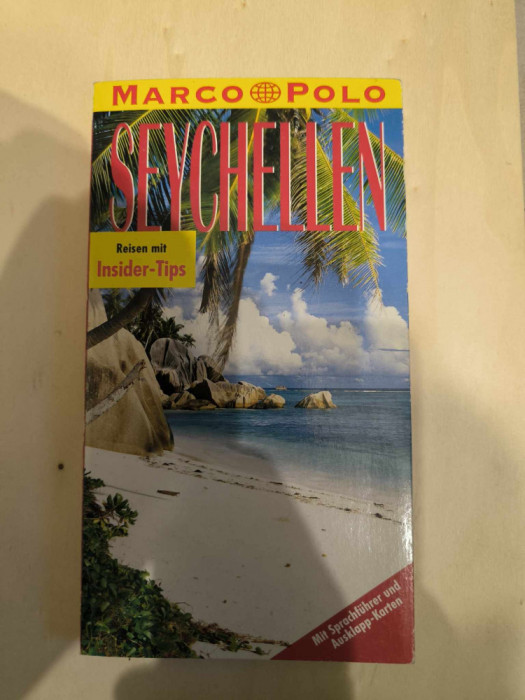 MARCO POLO
SEYCHELLEN
Reisen mit
Insider-Tips
Mit Sprachführer und
Ausklapp-Karten